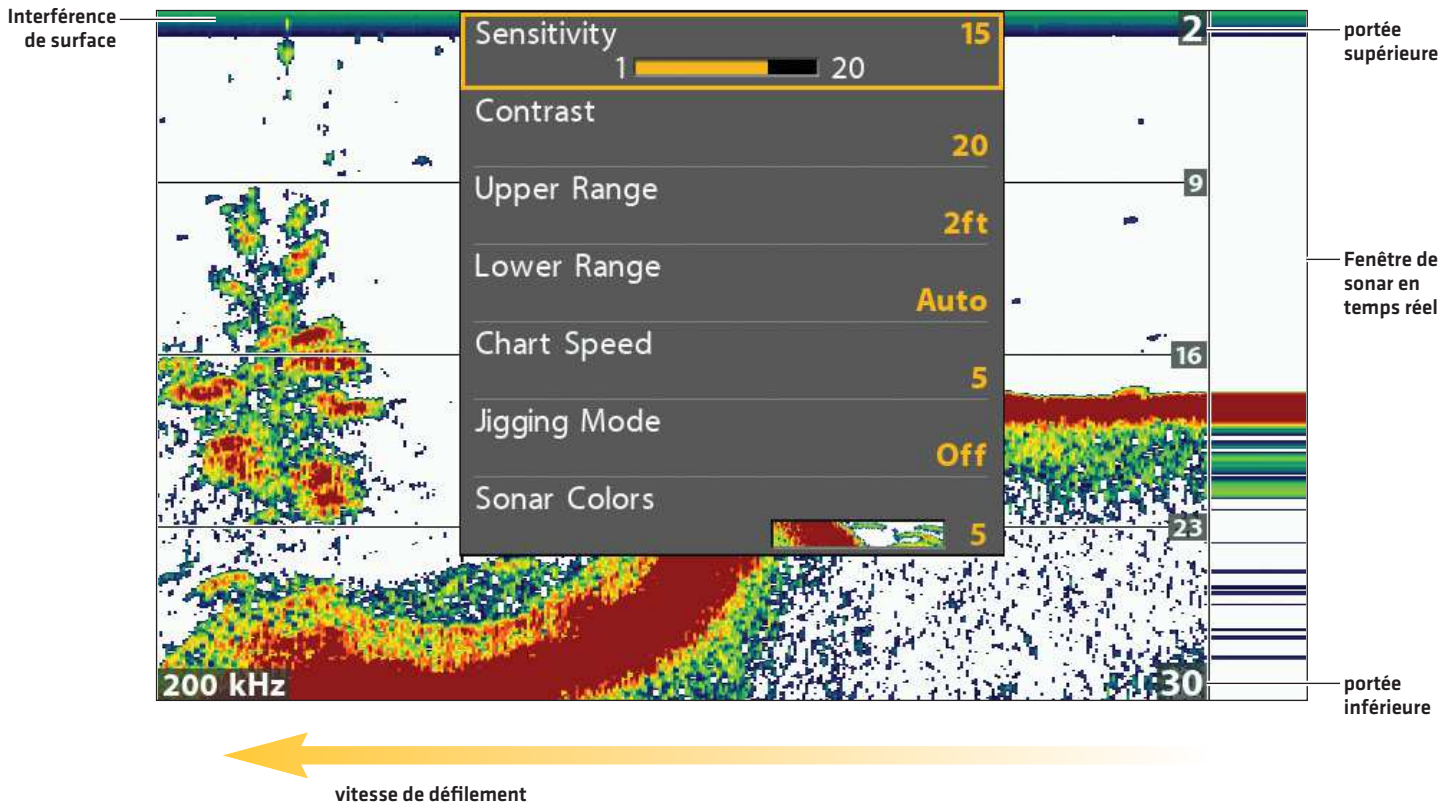 Interférence
de surface
Sensitivity 15
1 20
Contrast
20
Upper Range
2ft
Lower Range
Auto
Chart Speed
5
Jigging Mode
Off
Sonar Colors
5
2
9
16
23
30
200 kHz
portée
supérieure
Fenêtre de
sonar en
temps réel
portée
inférieure
vitesse de défilement